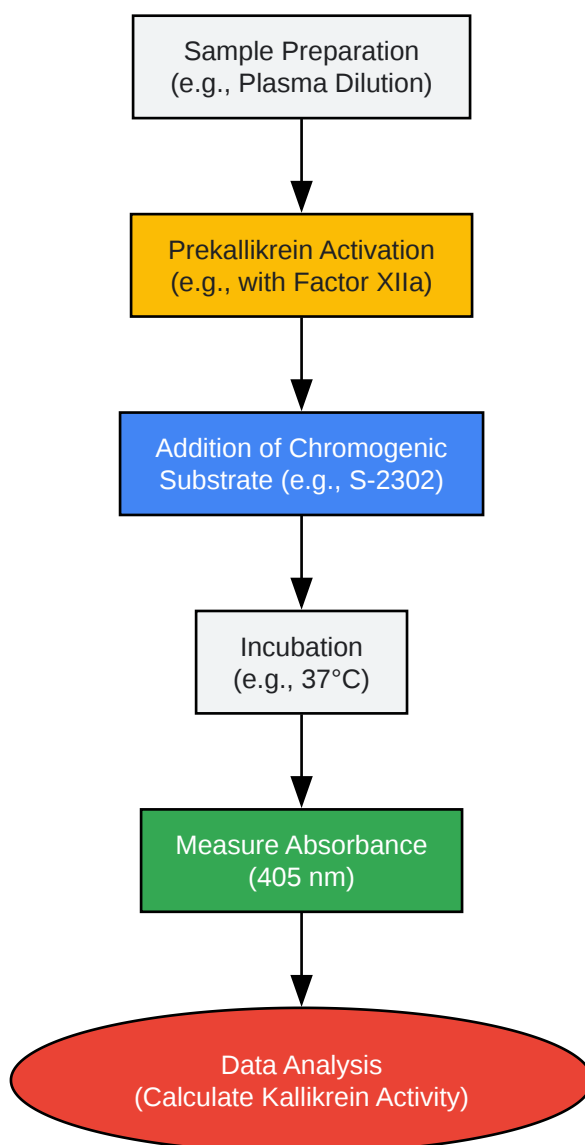 Sample Preparation
(e.g., Plasma Dilution)
Prekallikrein Activation
(e.g., with Factor XIIa)
Addition of Chromogenic
Substrate (e.g., S-2302)
Incubation
(e.g., 37°C)
Measure Absorbance
(405 nm)
Data Analysis
(Calculate Kallikrein Activity)